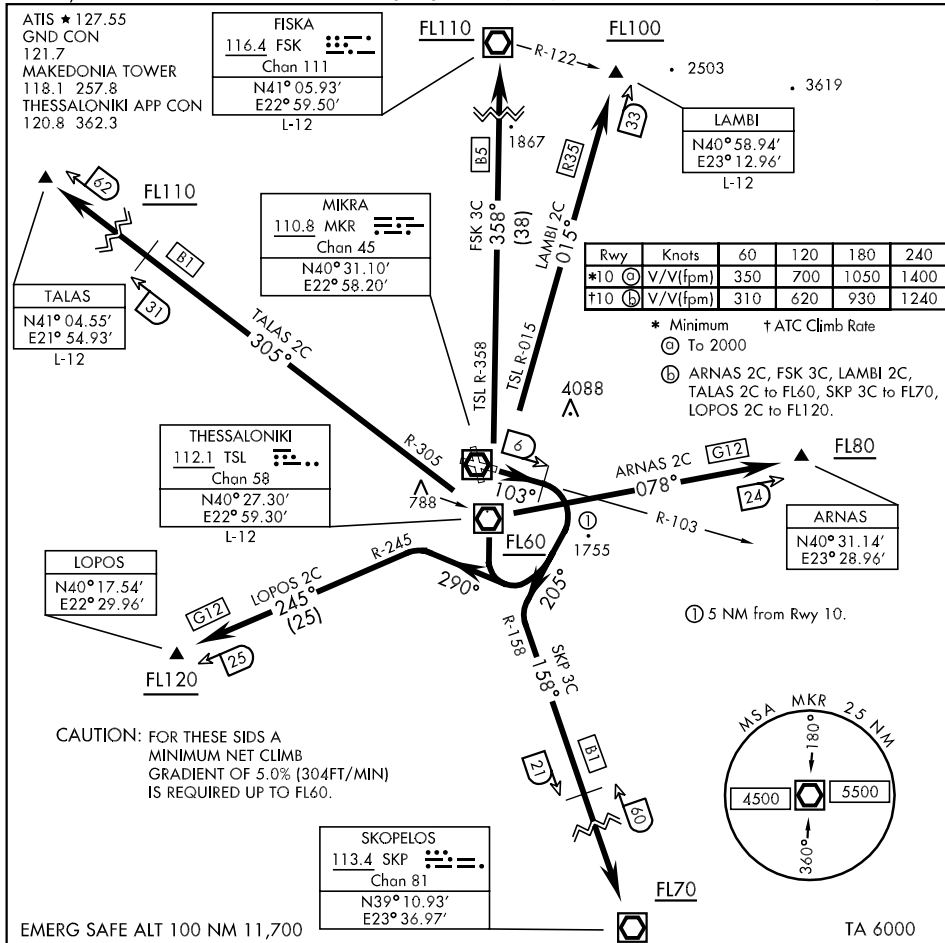 ATIS ★ 127.55
GND CON
121.7
MAKEDONIA TOWER
118.1 257.8
THESSALONIKI APP CON
120.8 362.3
FISKA
116.4 FSK
Chan 111
N41° 05.93'
E22° 59.50'
L-12
FL110
R-122
FL100
2503
3619
33
LAMBI
N40° 58.94'
E23° 12.96'
L-12
1867
B5
R35
FSK 3C
358°
(38)
LAMBI 2C
015°
62
FL110
B1
31
TALAS
N41° 04.55'
E21° 54.93'
L-12
TALAS 2C
305°
R-305
MIKRA
110.8 MKR
Chan 45
N40° 31.10'
E22° 58.20'
TSL R-358
TSL R-015
Rwy Knots 60 120 180 240
*10 ⓐ V/V(fpm) 350 700 1050 1400
†10 ⓑ V/V(fpm) 310 620 930 1240
* Minimum † ATC Climb Rate
ⓐ To 2000
ⓑ ARNAS 2C, FSK 3C, LAMBI 2C,
TALAS 2C to FL60, SKP 3C to FL70,
LOPOS 2C to FL120.
4088
6
THESSALONIKI
112.1 TSL
Chan 58
N40° 27.30'
E22° 59.30'
L-12
788
103°
ARNAS 2C
G12
078°
FL80
24
R-103
ARNAS
N40° 31.14'
E23° 28.96'
FL60
①
1755
① 5 NM from Rwy 10.
LOPOS
N40° 17.54'
E22° 29.96'
R-245
LOPOS 2C
245°
(25)
G12
25
FL120
290°
205°
R-158
SKP 3C
158°
B1
21
60
CAUTION: FOR THESE SIDS A
MINIMUM NET CLIMB
GRADIENT OF 5.0% (304FT/MIN)
IS REQUIRED UP TO FL60.
MSA MKR 25 NM
180°
4500
5500
360°
SKOPELOS
113.4 SKP
Chan 81
N39° 10.93'
E23° 36.97'
FL70
EMERG SAFE ALT 100 NM 11,700
TA 6000